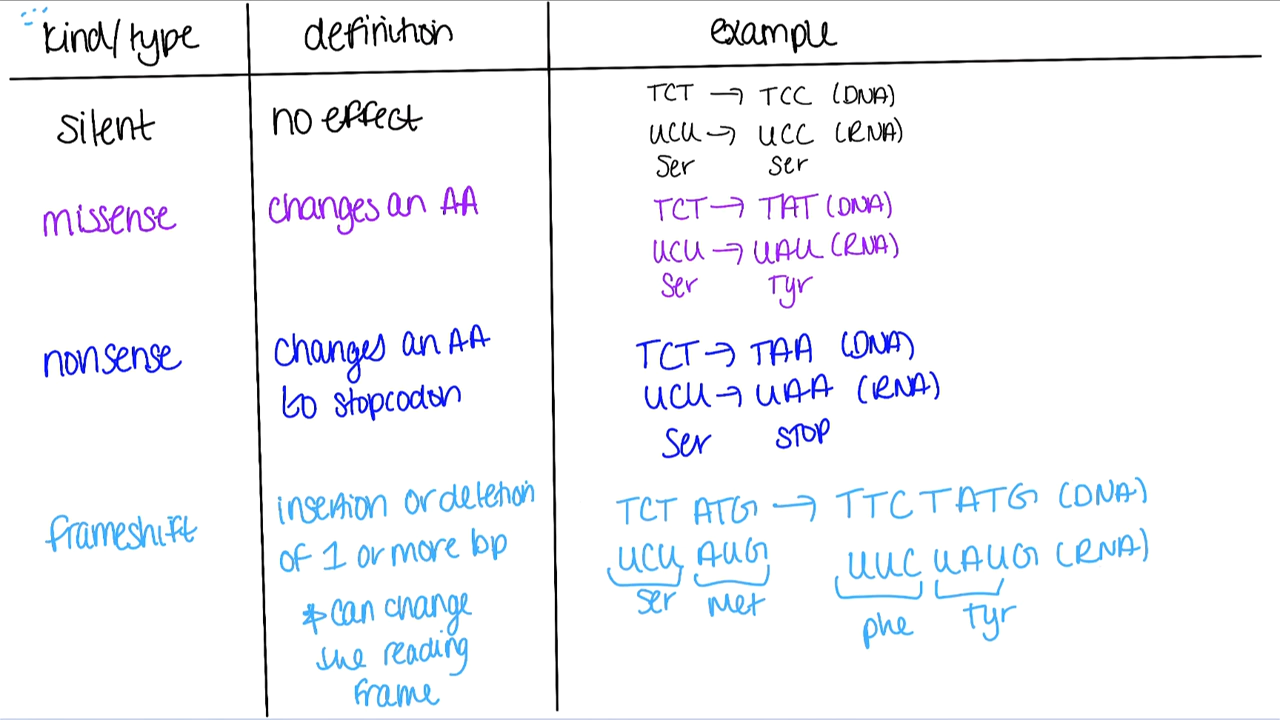 kind/type definition example
silent no effect TCT → TCC (DNA)
UCU → UCC (RNA)
Ser Ser
missense changes an AA TCT → TAT (DNA)
UCU → UAU (RNA)
Ser Tyr
nonsense changes an AA TCT → TAA (DNA)
to stopcodon UCU → UAA (RNA)
Ser STOP
frameshift insertion or deletion TCT ATG → TTC TATG (DNA)
of 1 or more bp UCU AUG UUC UAUG (RNA)
Ser Met phe Tyr
*can change
the reading
frame